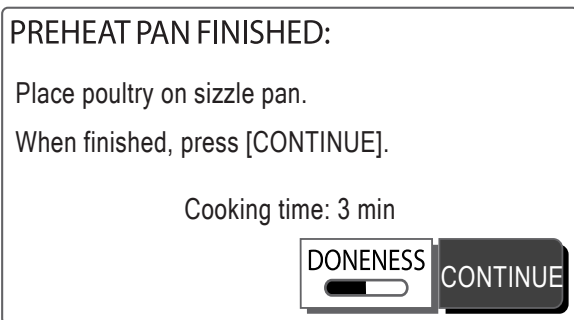 PREHEAT PAN FINISHED:
Place poultry on sizzle pan.
When finished, press [CONTINUE].
Cooking time: 3 min
DONENESS
CONTINUE